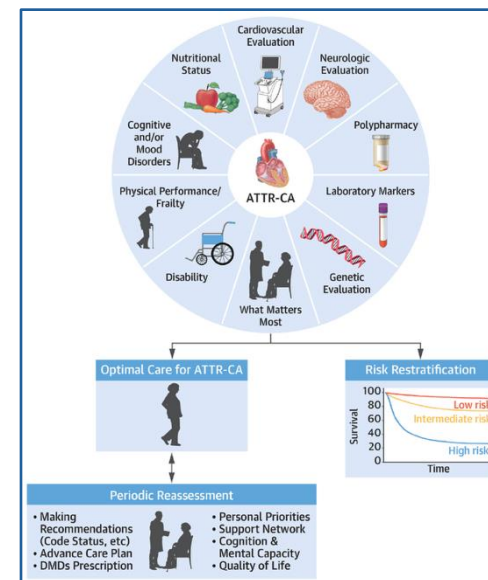 Cardiovascular
Evaluation
Neurologic
Evaluation
Polypharmacy
Laboratory Markers
Genetic
Evaluation
What Matters
Most
Disability
Physical Performance/
Frailty
Cognitive
and/or
Mood
Disorders
Nutritional
Status
ATTR-CA
Optimal Care for ATTR-CA
Risk Restratification
100
80
60
40
20
0
Survival
Low risk
Intermediate risk
High risk
Time
Periodic Reassessment
• Making
Recommendations
(Code Status, etc)
• Advance Care Plan
• DMDs Prescription
• Personal Priorities
• Support Network
• Cognition &
Mental Capacity
• Quality of Life